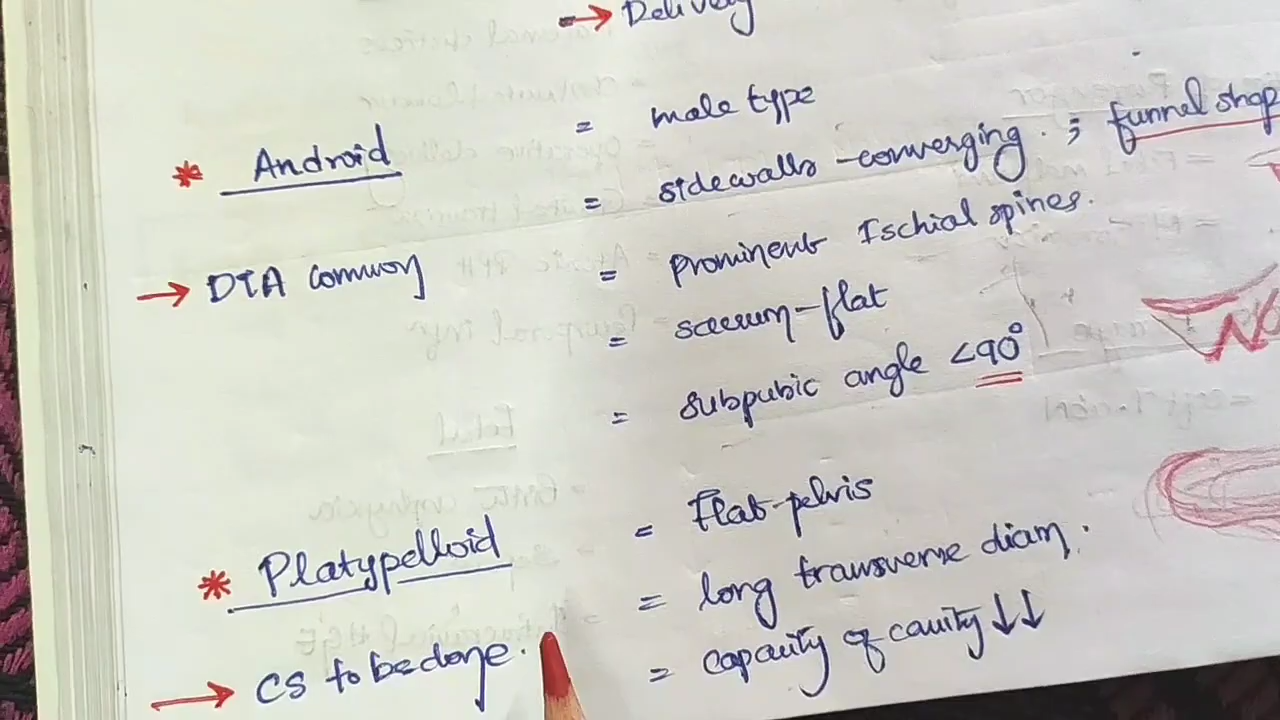 → Delivery
* Android = male type
= sidewalls - converging. ; funnel shap
→ DTA common = prominent Ischial spines.
= sacrum - flat
= subpubic angle <90°
* Platypelloid = Flat-pelvis
= long transverse diam.
→ CS to be done. = capacity of cavity ↓↓